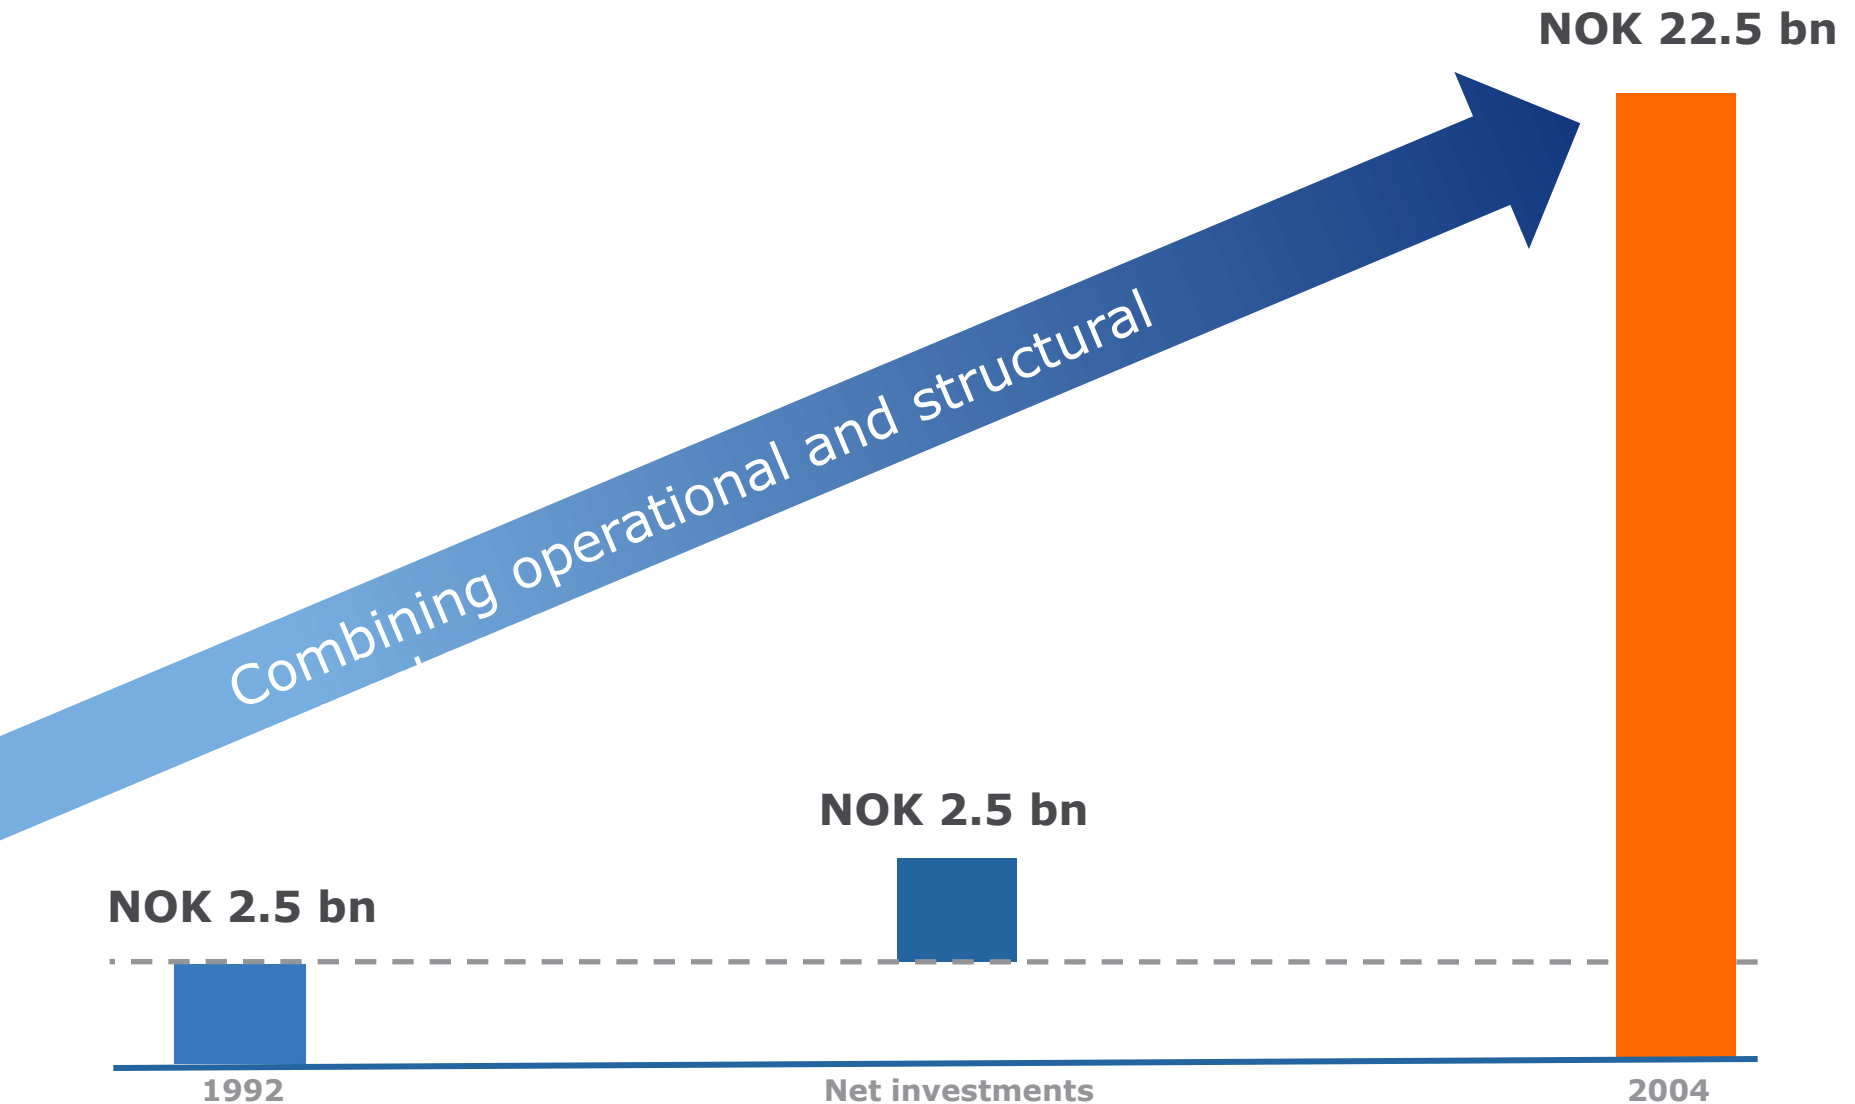 NOK 22.5 bn
Combining operational and structural
NOK 2.5 bn
NOK 2.5 bn
1992
Net investments
2004